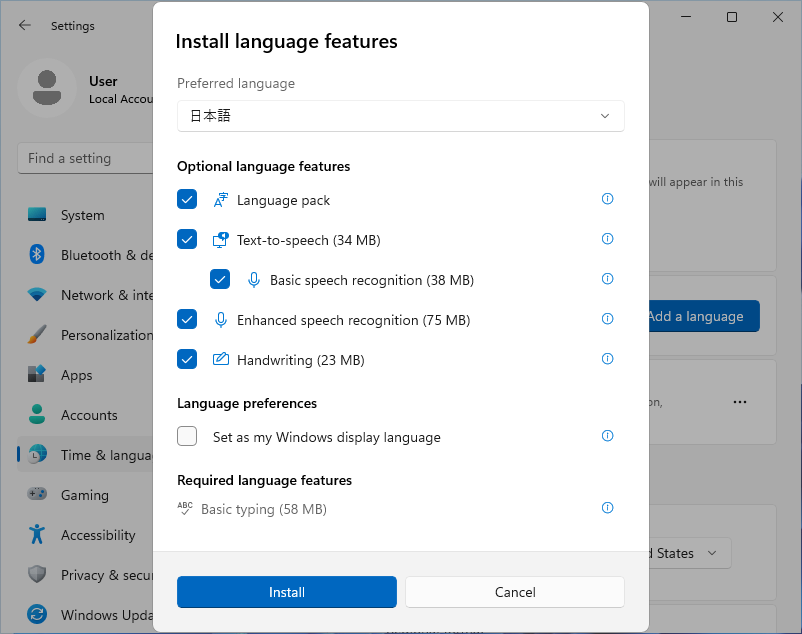 Settings
User
Local Accou
Find a setting
System
Bluetooth & de
Network & inte
Personalization
Apps
Accounts
Time & langua
Gaming
Accessibility
Privacy & secur
Windows Upda
Install language features
Preferred language
日本語
Optional language features
Language pack
Text-to-speech (34 MB)
Basic speech recognition (38 MB)
Enhanced speech recognition (75 MB)
Handwriting (23 MB)
Language preferences
Set as my Windows display language
Required language features
ABC
Basic typing (58 MB)
Install
Cancel
will appear in this
Add a language
on,
d States